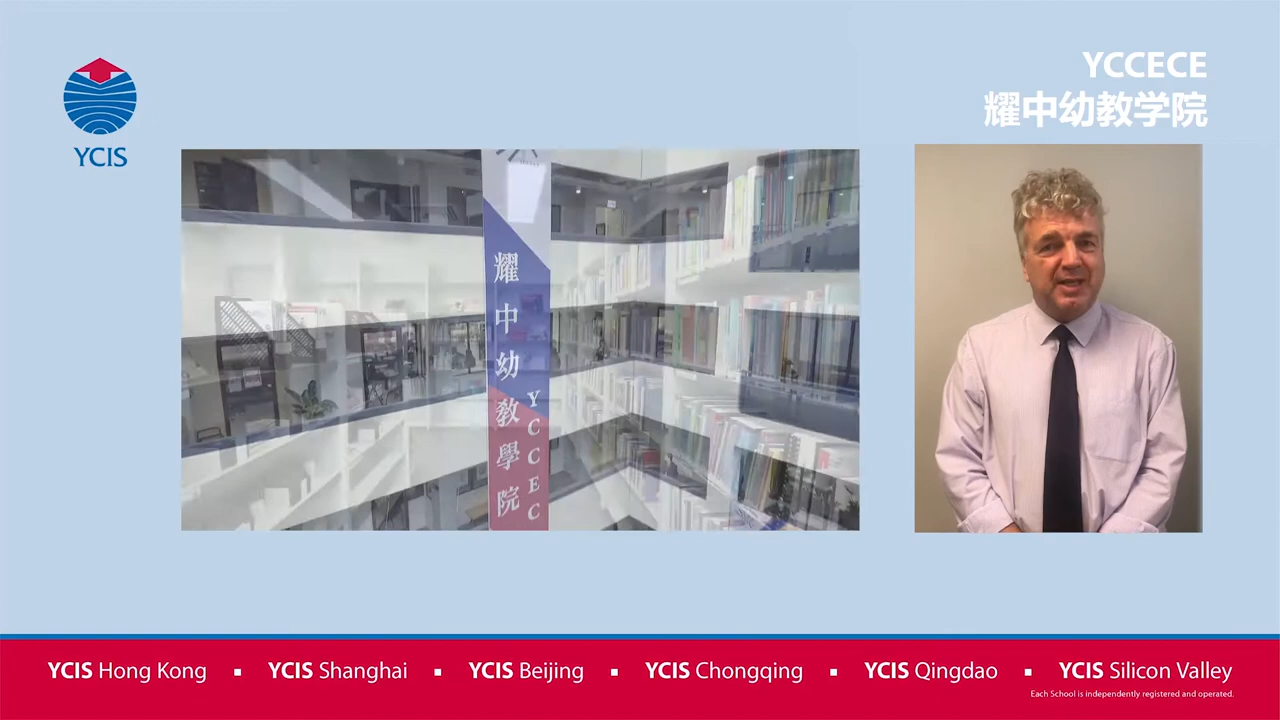 YCCECE
耀中幼教学院
YCIS
耀中幼教學院
YCCEC
YCIS Hong Kong ▪ YCIS Shanghai ▪ YCIS Beijing ▪ YCIS Chongqing ▪ YCIS Qingdao ▪ YCIS Silicon Valley
Each School is independently registered and operated.